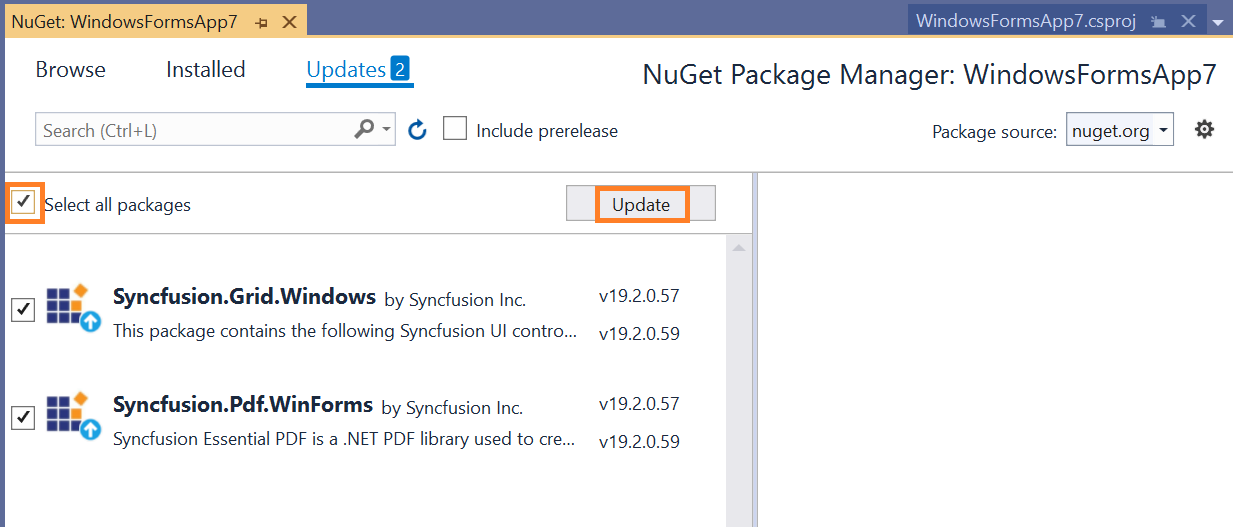 NuGet: WindowsFormsApp7
WindowsFormsApp7.csproj
Browse
Installed
Updates 2
NuGet Package Manager: WindowsFormsApp7
Search (Ctrl+L)
Include prerelease
Package source:
nuget.org
Select all packages
Update
Syncfusion.Grid.Windows by Syncfusion Inc.
v19.2.0.57
This package contains the following Syncfusion UI contro...
v19.2.0.59
Syncfusion.Pdf.WinForms by Syncfusion Inc.
v19.2.0.57
Syncfusion Essential PDF is a .NET PDF library used to cre...
v19.2.0.59